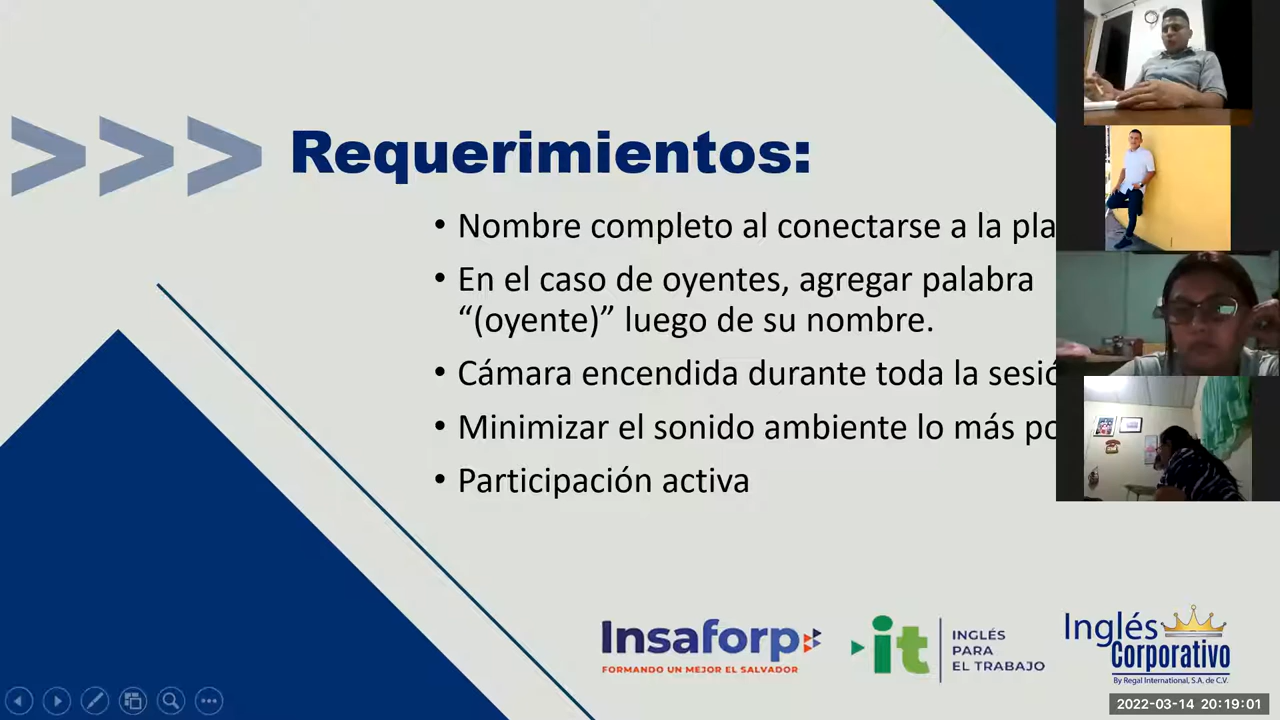 >>> Requerimientos:
• Nombre completo al conectarse a la pla
• En el caso de oyentes, agregar palabra
“(oyente)” luego de su nombre.
• Cámara encendida durante toda la sesió
• Minimizar el sonido ambiente lo más po
• Participación activa
Insaforp
FORMANDO UN MEJOR EL SALVADOR
it
INGLÉS
PARA
EL TRABAJO
Inglés
Corporativo
By Regal International, S.A. de C.V.
2022-03-14 20:19:01